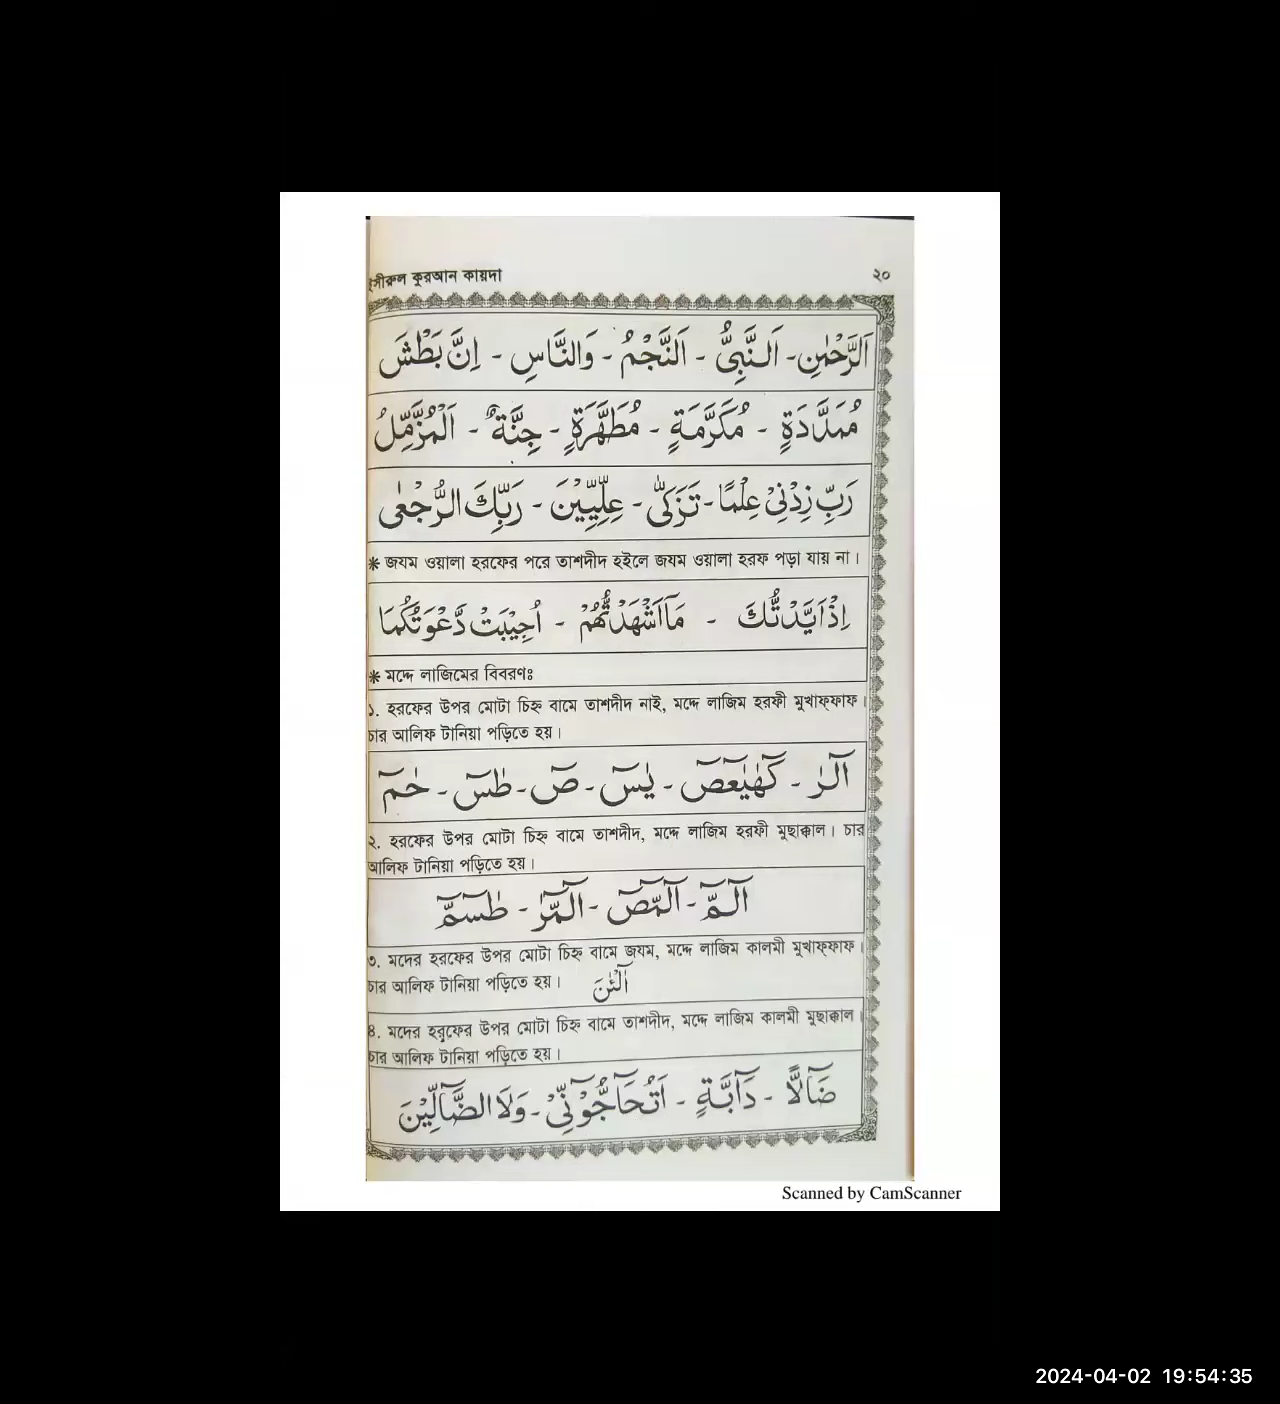 কুরআন কায়দা ২০
اَلرَّحْمٰنِ - اَلنَّبِىُّ - اَلنَّجْمُ - وَالنَّاسِ - اِنَّ بَطْشَ
مُمَدَّدَةٍ - مُكَرَّمَةٍ - مُطَهَّرَةٍ - جِنَّةٌ - اَلْمُزَّمِّلُ
رَبِّ زِدْنِىْ عِلْمًا - تَزَكّٰى - عِلِّيِّيْنَ - رَبِّكَ الرُّجْعٰى
* জযম ওয়ালা হরফের পরে তাশদীদ হইলে জযম ওয়ালা হরফ পড়া যায় না।
اِذْ اَيَّدْتُّكَ - مَآ اَشْهَدْتُّهُمْ - اُجِيْبَتْ دَّعْوَتُكُمَا
* মদ্দে লাজিমের বিবরণঃ
১. হরফের উপর মোটা চিহ্ন বামে তাশদীদ নাই, মদ্দে লাজিম হরফী মুখাফ্ফাফ।
চার আলিফ টানিয়া পড়িতে হয়।
الٓرٰ - كٓهٰيٰعٓصٓ - يٰسٓ - صٓ - طٰسٓ - حٰمٓ
২. হরফের উপর মোটা চিহ্ন বামে তাশদীদ, মদ্দে লাজিম হরফী মুছাক্কাল। চার
আলিফ টানিয়া পড়িতে হয়।
الٓمّٓ - الٓمّٓصٓ - الٓمّٓرٰ - طٰسٓمّٓ
৩. মদের হরফের উপর মোটা চিহ্ন বামে জযম, মদ্দে লাজিম কালমী মুখাফ্ফাফ।
চার আলিফ টানিয়া পড়িতে হয়। آٰلْئٰنَ
৪. মদের হরফের উপর মোটা চিহ্ন বামে তাশদীদ, মদ্দে লাজিম কালমী মুছাক্কাল।
চার আলিফ টানিয়া পড়িতে হয়।
ضَآلًّا - دَآبَّةٍ - اَتُحَآجُّوْٓنِّىْ - وَلَا الضَّآلِّيْنَ
Scanned by CamScanner
2024-04-02 19:54:35